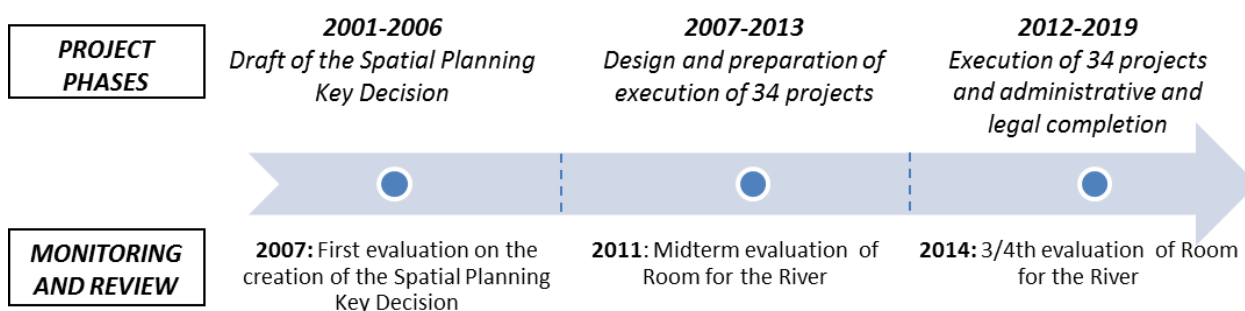 PROJECT
PHASES
2001-2006
Draft of the Spatial Planning
Key Decision
2007-2013
Design and preparation of
execution of 34 projects
2012-2019
Execution of 34 projects
and administrative and
legal completion
MONITORING
AND REVIEW
2007: First evaluation on the
creation of the Spatial Planning
Key Decision
2011: Midterm evaluation of
Room for the River
2014: 3/4th evaluation of Room
for the River